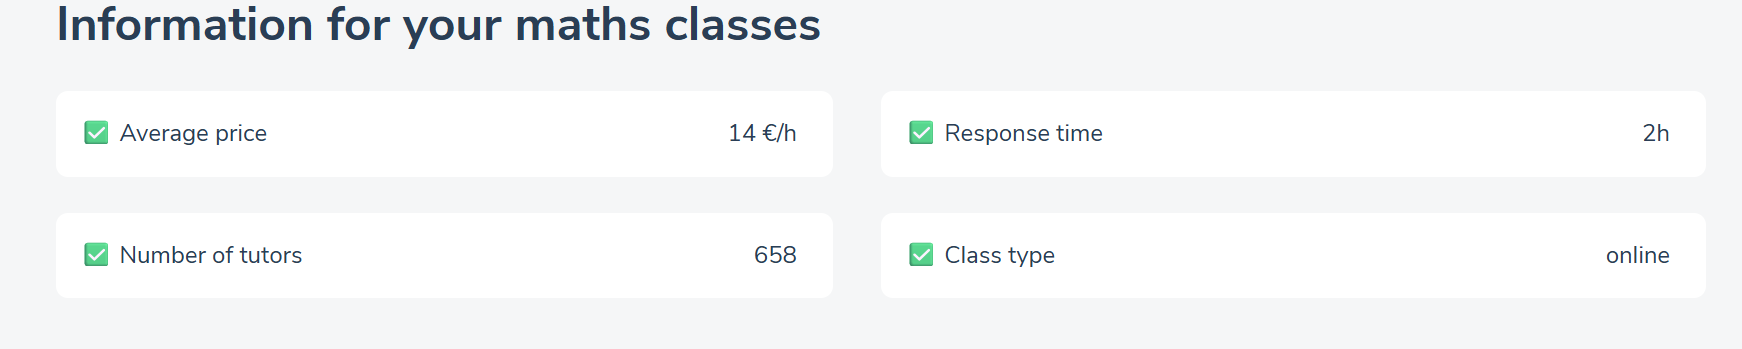 Information for your maths classes
Average price 14 €/h
Response time 2h
Number of tutors 658
Class type online